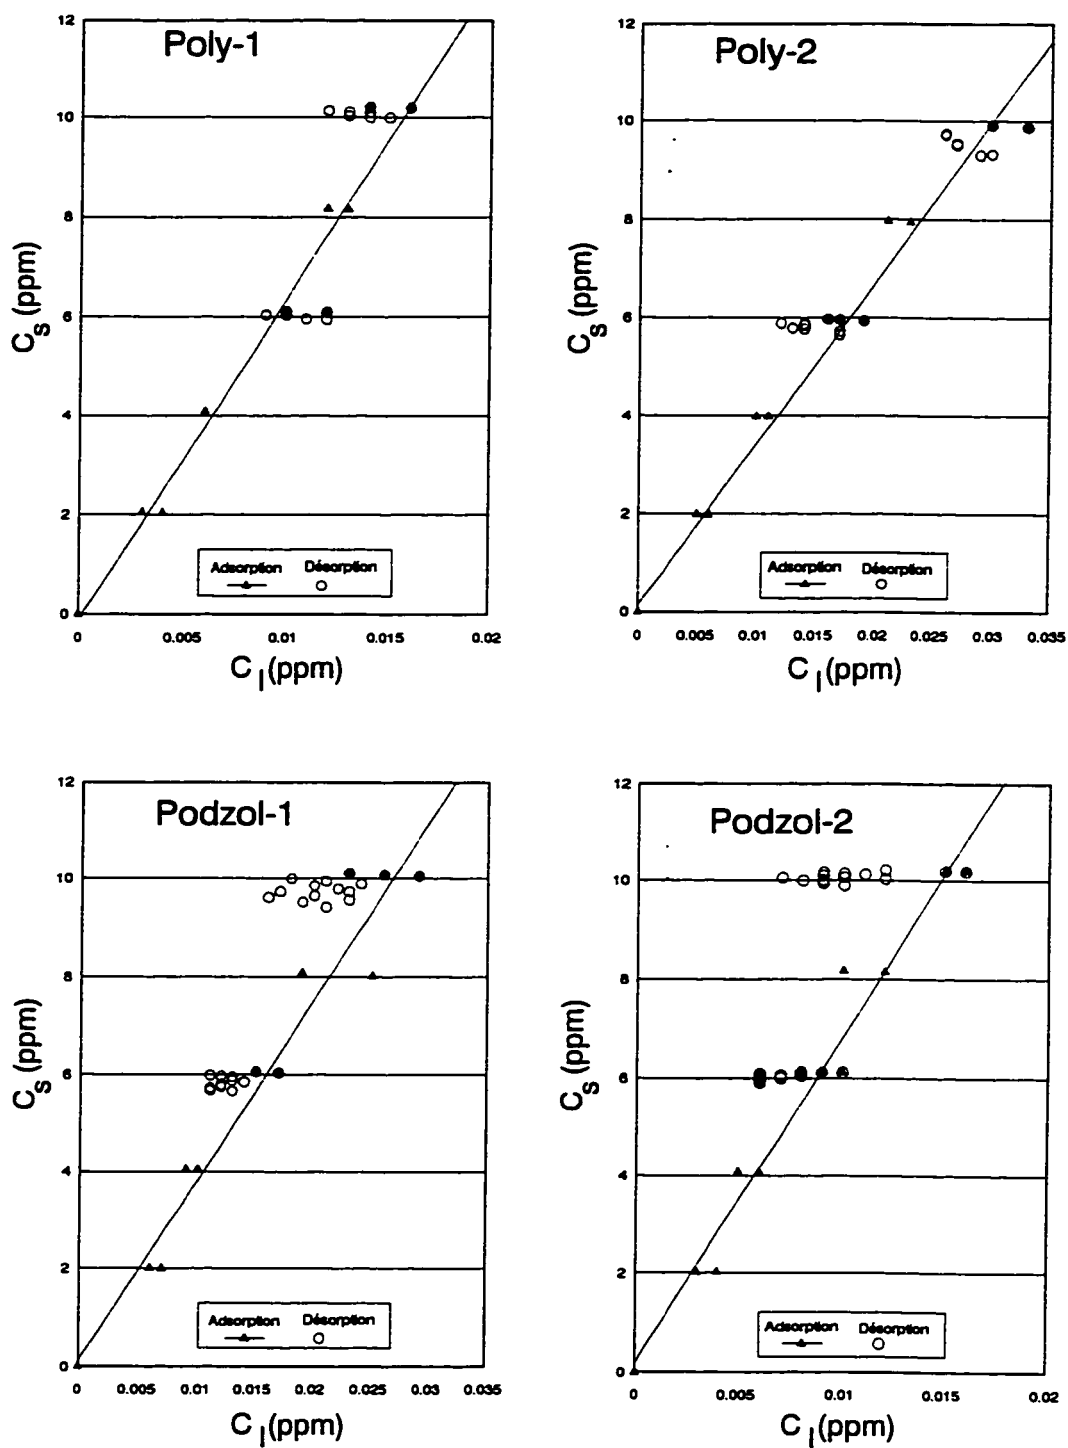 Poly-1
12
10
8
6
4
2
0
C_s (ppm)
Adsorption Désorption
0 0.005 0.01 0.015 0.02
C_l (ppm)
Poly-2
12
10
8
6
4
2
0
C_s (ppm)
Adsorption Désorption
0 0.005 0.01 0.015 0.02 0.025 0.03 0.035
C_l (ppm)
Podzol-1
12
10
8
6
4
2
0
C_s (ppm)
Adsorption Désorption
0 0.005 0.01 0.015 0.02 0.025 0.03 0.035
C_l (ppm)
Podzol-2
12
10
8
6
4
2
0
C_s (ppm)
Adsorption Désorption
0 0.005 0.01 0.015 0.02
C_l (ppm)